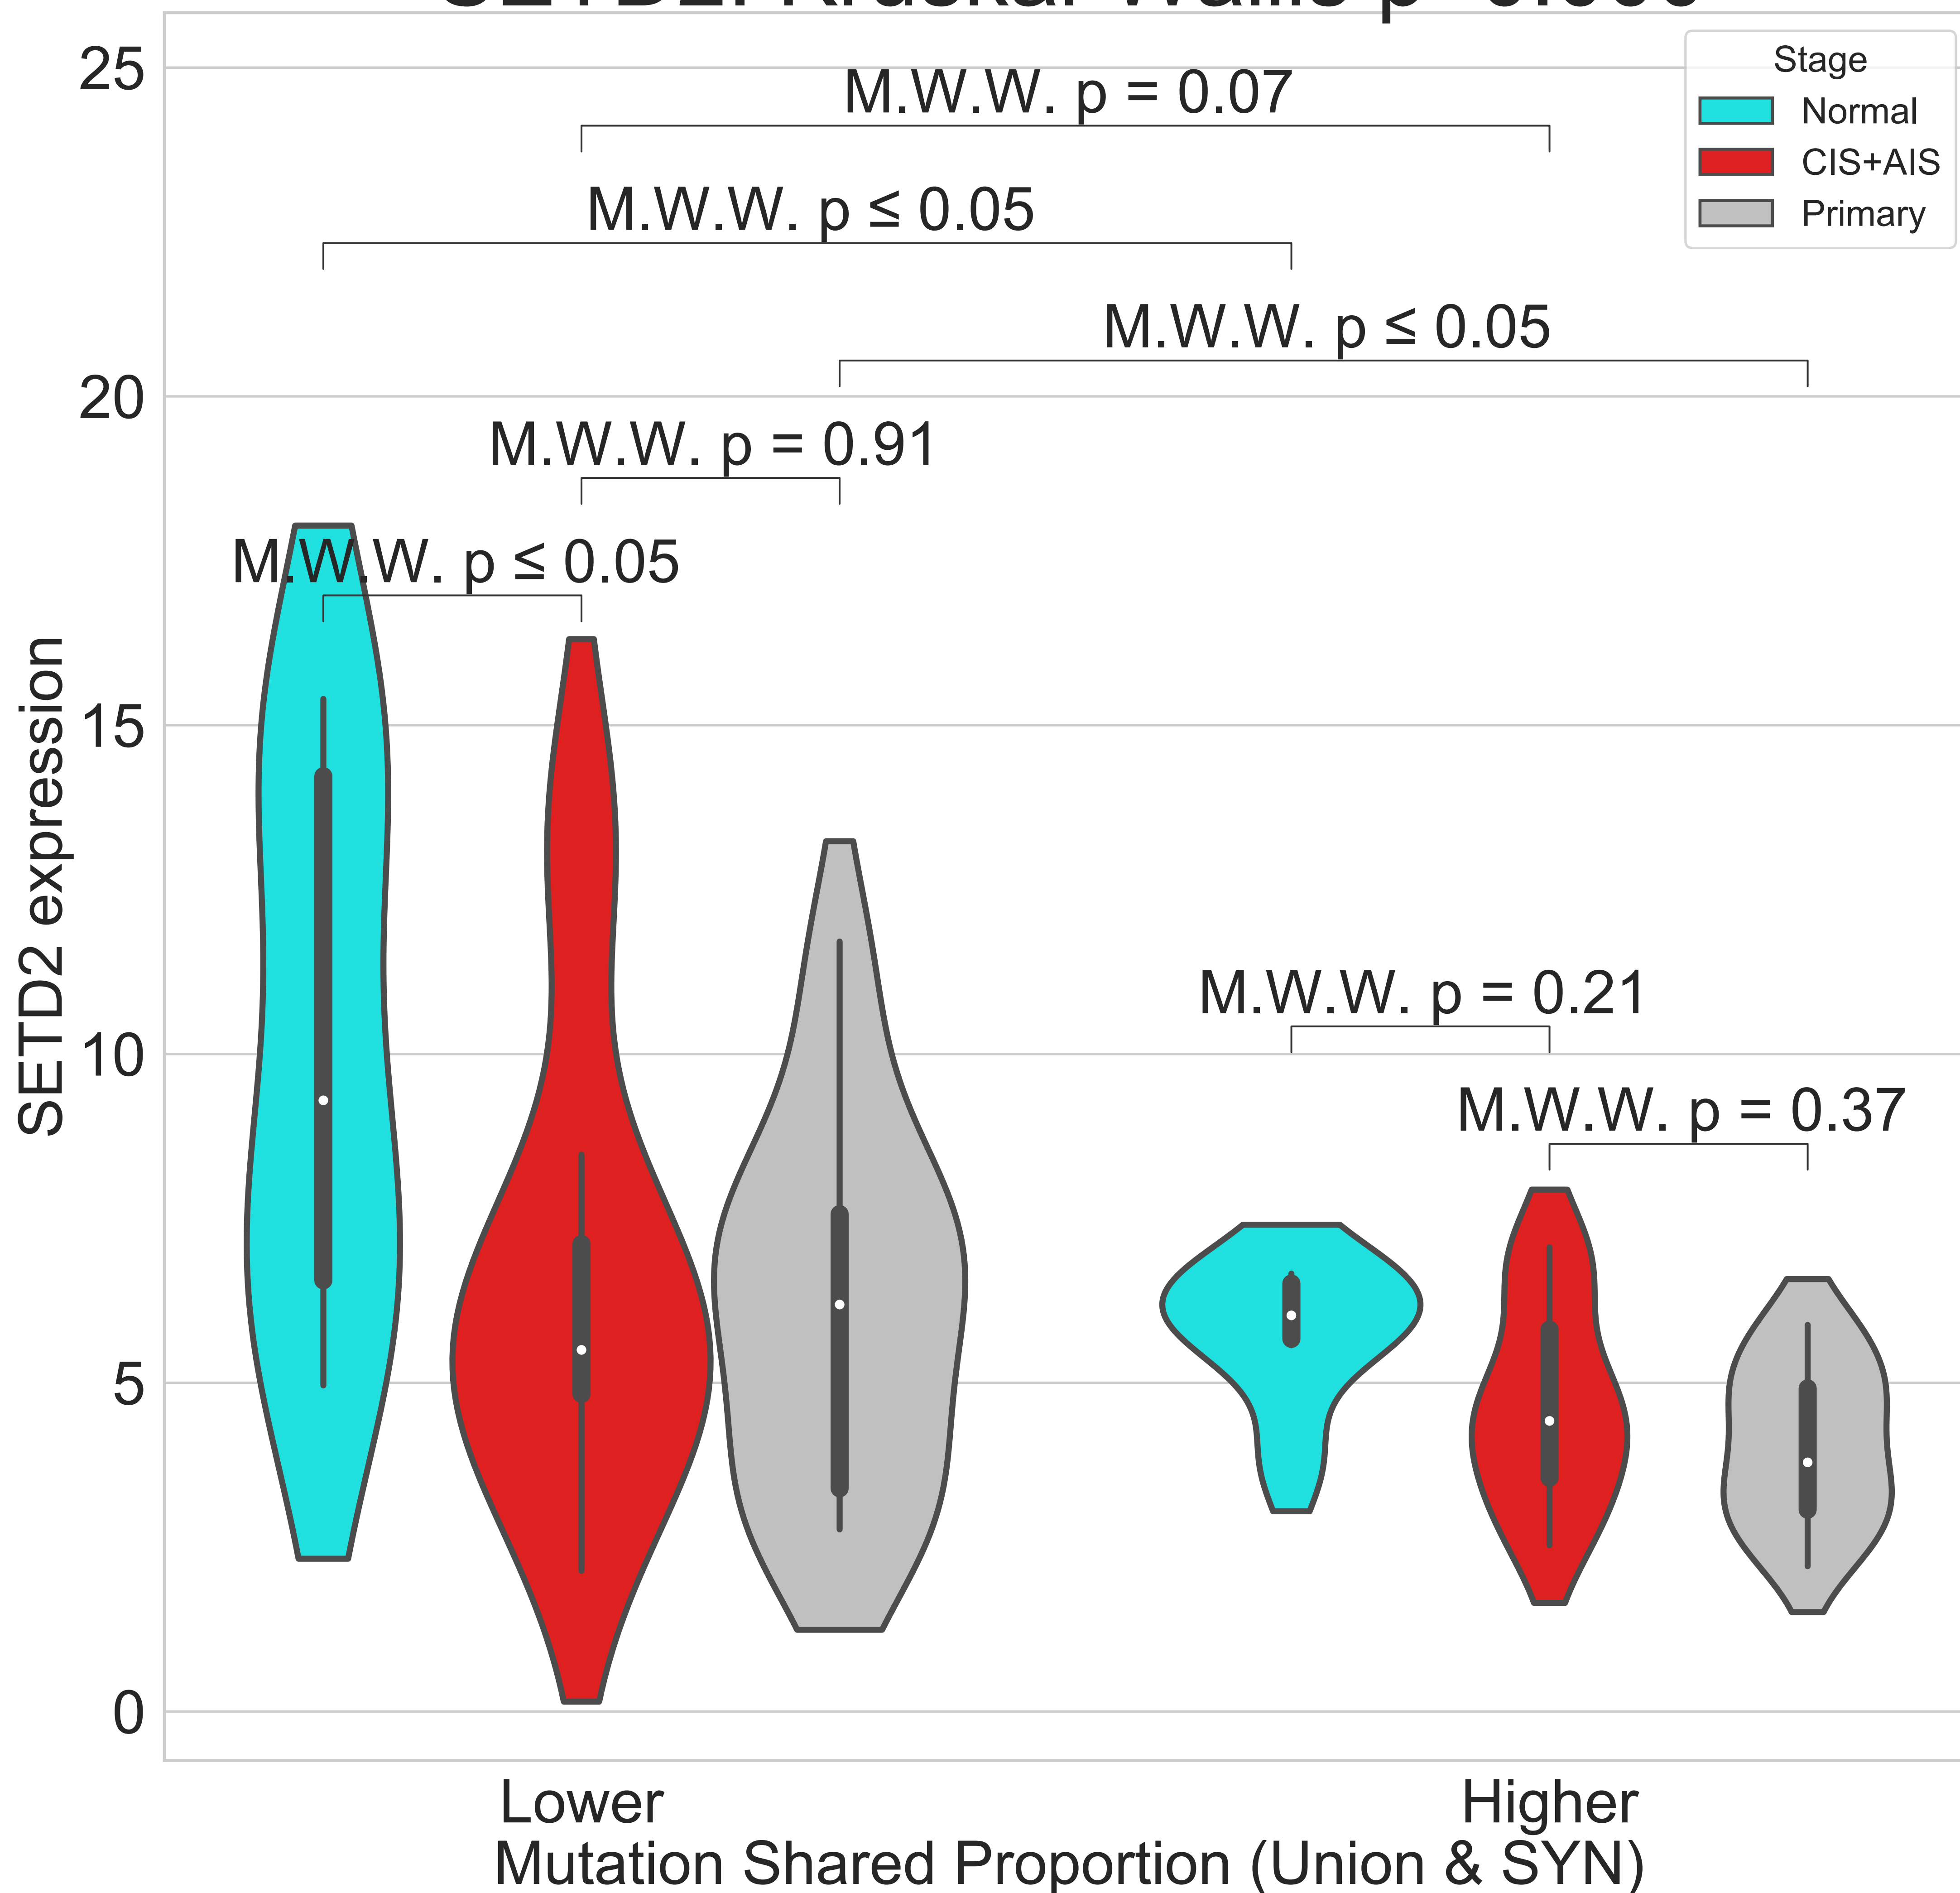 25
M.W.W. p = 0.07
Stage
Normal
CIS+AIS
Primary
M.W.W. p ≤ 0.05
M.W.W. p ≤ 0.05
20
M.W.W. p = 0.91
M.W.W. p ≤ 0.05
SETD2 expression
15
M.W.W. p = 0.21
10
M.W.W. p = 0.37
5
0
Lower
Higher
Mutation Shared Proportion (Union & SYN)